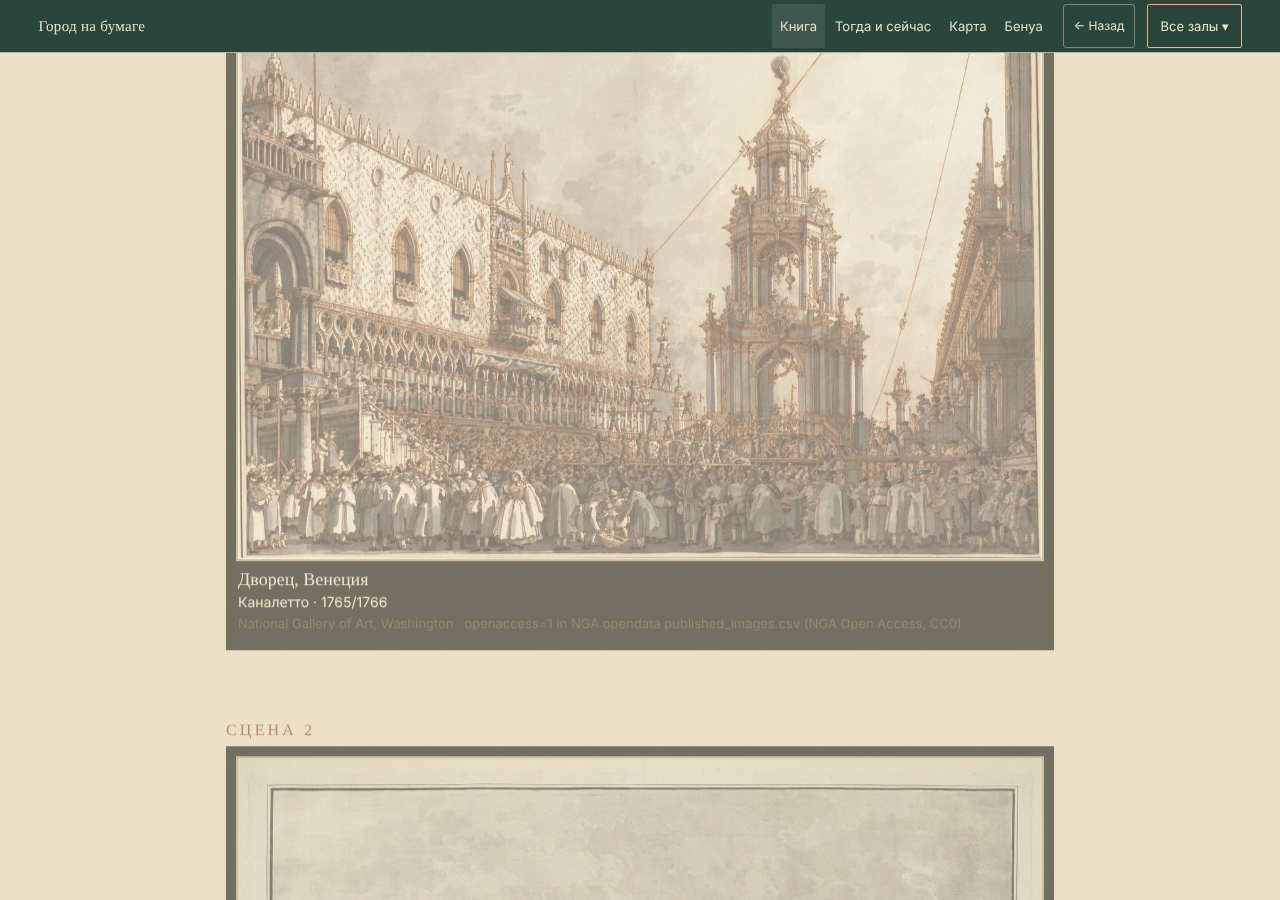 Город на бумаге
Книга
Тогда и сейчас
Карта
Бенуа
← Назад
Все залы ▾
Дворец, Венеция
Каналетто · 1765/1766
National Gallery of Art, Washington · openaccess=1 in NGA opendata published_images.csv (NGA Open Access, CC0)
СЦЕНА 2